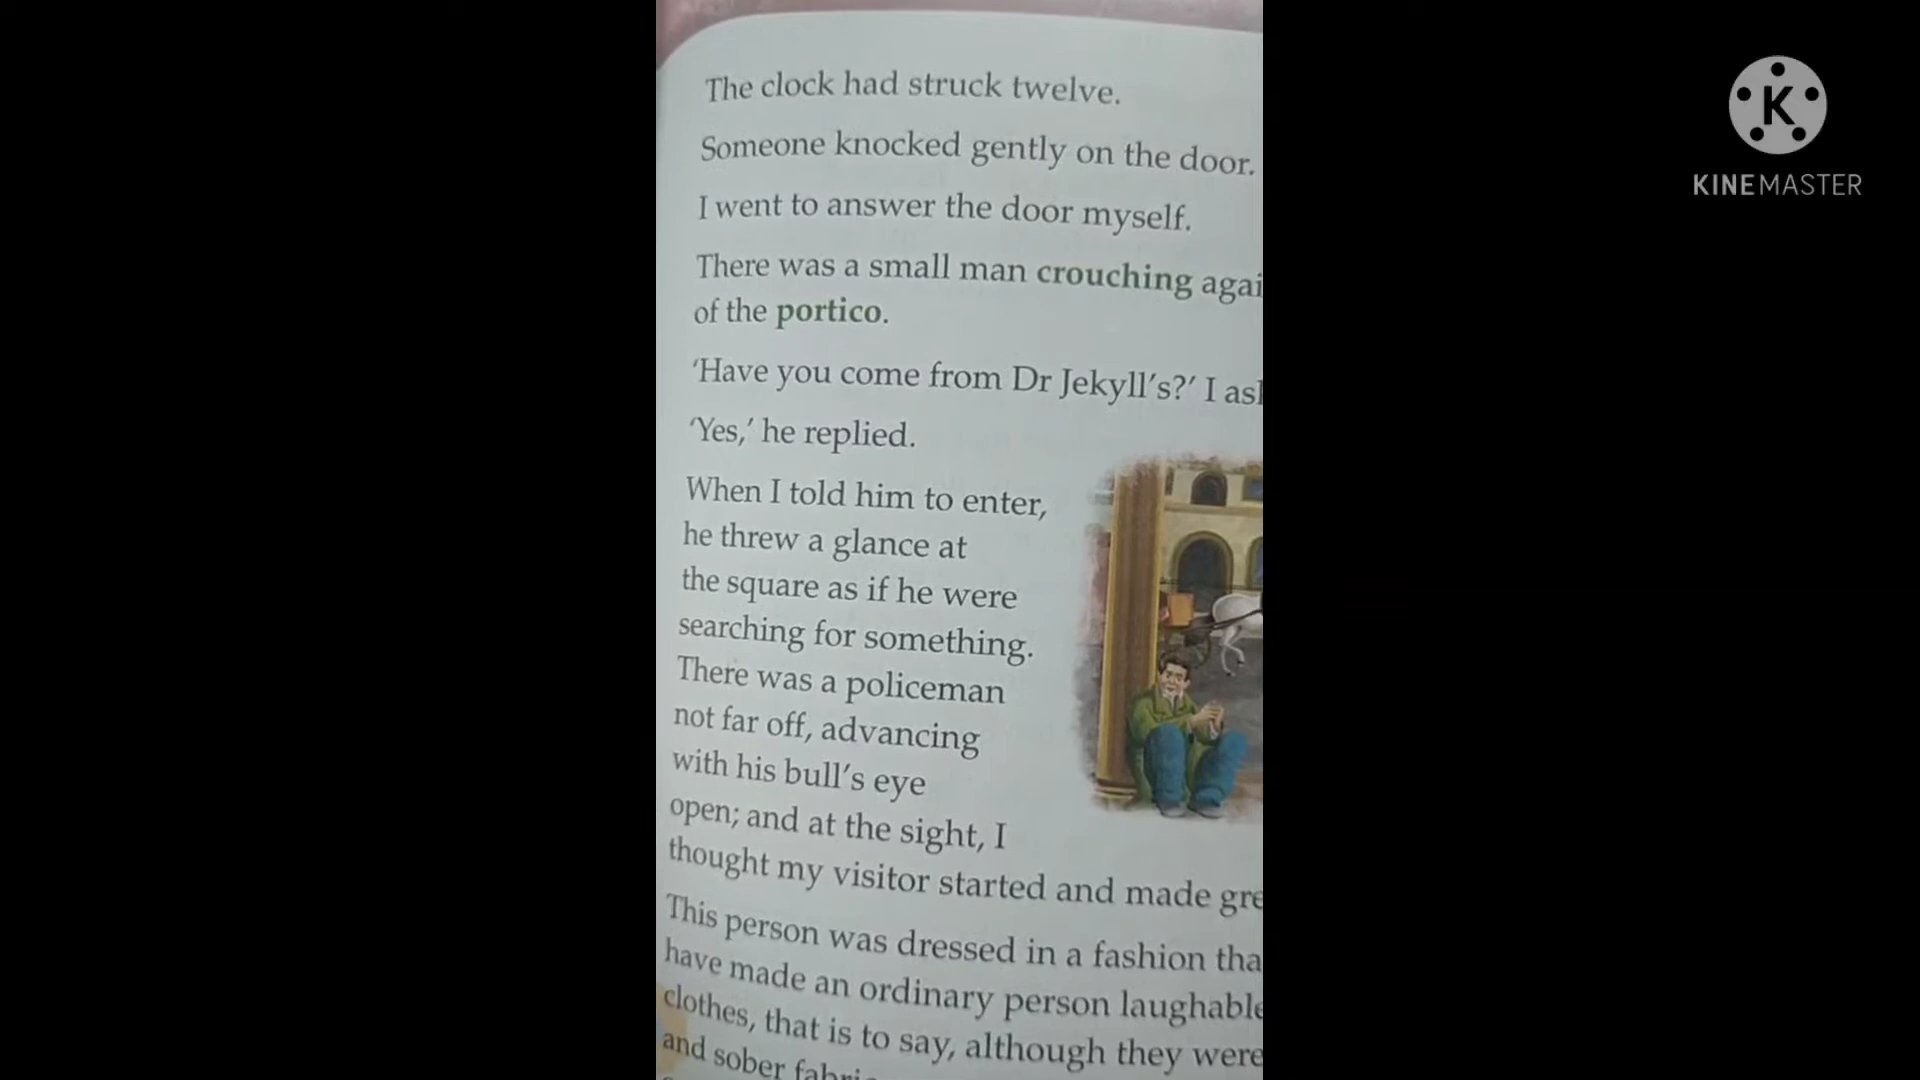 The clock had struck twelve.
Someone knocked gently on the door.
I went to answer the door myself.
There was a small man crouching
of the portico.
'Have you come from Dr Jekyll's?' I
'Yes,' he replied.
When I told him to enter,
he threw a glance at
the square as if he were
searching for something.
There was a policeman
not far off, advancing
with his bull's eye
open; and at the sight, I
thought my visitor started and made
This person was dressed in a fashion
have made an ordinary person laughable
clothes, that is to say, although they were
and sober
K
KINEMASTER